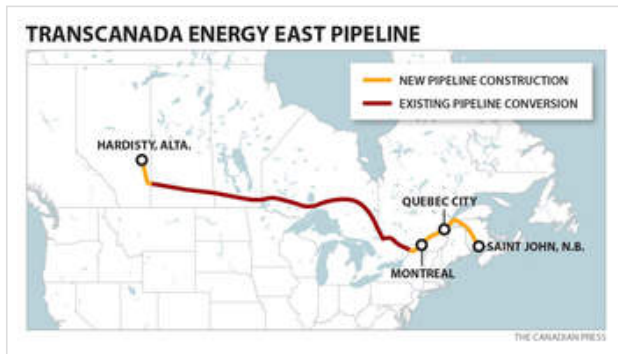 TRANSCANADA ENERGY EAST PIPELINE
NEW PIPELINE CONSTRUCTION
EXISTING PIPELINE CONVERSION
HARDISTY, ALTA.
QUEBEC CITY
SAINT JOHN, N.B.
MONTREAL
THE CANADIAN PRESS